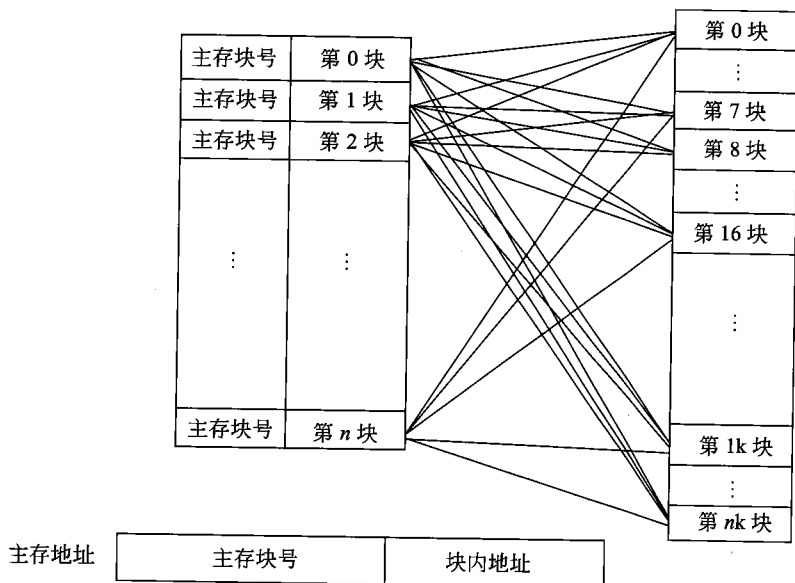 主存块号 第 0 块
主存块号 第 1 块
主存块号 第 2 块
⋮ ⋮
主存块号 第 n 块
第 0 块
⋮
第 7 块
第 8 块
⋮
第 16 块
⋮
第 1k 块
⋮
第 nk 块
主存地址 主存块号 块内地址